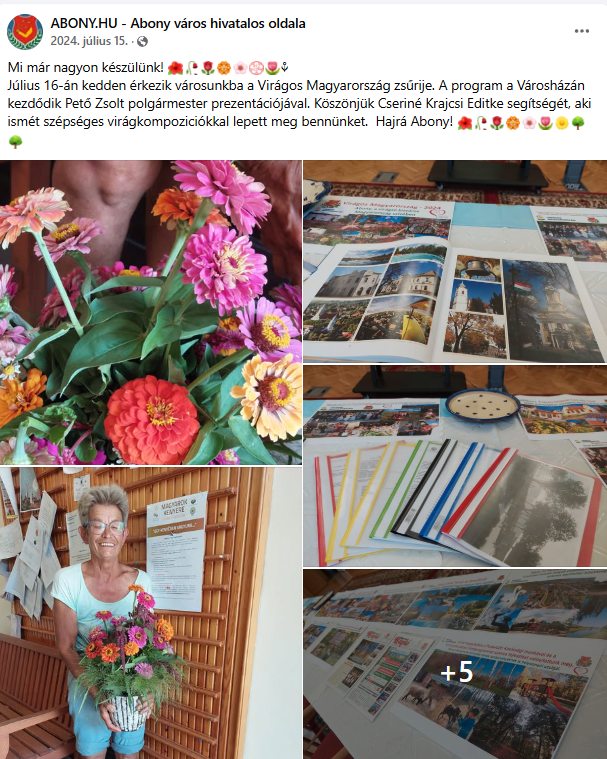 ABONY.HU - Abony város hivatalos oldala
2024. július 15.
Mi már nagyon készülünk! 🌺🥀🌹🏵️🌸💮🌷⚘
Július 16-án kedden érkezik városunkba a Virágos Magyarország zsűrije. A program a Városházán
kezdődik Pető Zsolt polgármester prezentációjával. Köszönjük Cseriné Krajcsi Editke segítségét, aki
ismét szépséges virágkompoziciókkal lepett meg bennünket.  Hajrá Abony! 🌺🥀🌹🏵️🌸🌷🌼🌳
🌳
Virágos Magyarország - 2024
MAGYAROK
KENYERE
+5